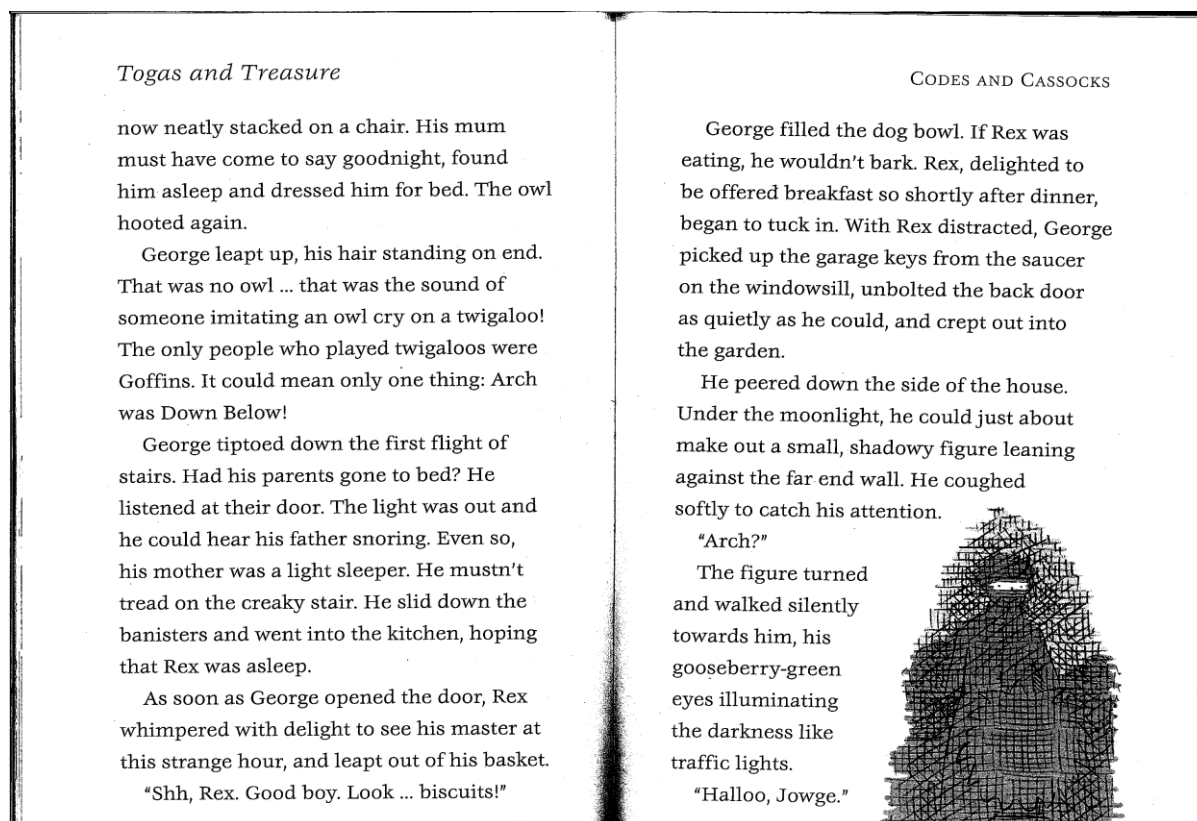 Togas and Treasure
now neatly stacked on a chair. His mum
must have come to say goodnight, found
him asleep and dressed him for bed. The owl
hooted again.
George leapt up, his hair standing on end.
That was no owl ... that was the sound of
someone imitating an owl cry on a twigaloo!
The only people who played twigaloos were
Goffins. It could mean only one thing: Arch
was Down Below!
George tiptoed down the first flight of
stairs. Had his parents gone to bed? He
listened at their door. The light was out and
he could hear his father snoring. Even so,
his mother was a light sleeper. He mustn't
tread on the creaky stair. He slid down the
banisters and went into the kitchen, hoping
that Rex was asleep.
As soon as George opened the door, Rex
whimpered with delight to see his master at
this strange hour, and leapt out of his basket.
“Shh, Rex. Good boy. Look ... biscuits!”
CODES AND CASSOCKS
George filled the dog bowl. If Rex was
eating, he wouldn't bark. Rex, delighted to
be offered breakfast so shortly after dinner,
began to tuck in. With Rex distracted, George
picked up the garage keys from the saucer
on the windowsill, unbolted the back door
as quietly as he could, and crept out into
the garden.
He peered down the side of the house.
Under the moonlight, he could just about
make out a small, shadowy figure leaning
against the far end wall. He coughed
softly to catch his attention.
“Arch?”
The figure turned
and walked silently
towards him, his
gooseberry-green
eyes illuminating
the darkness like
traffic lights.
“Halloo, Jowge.”